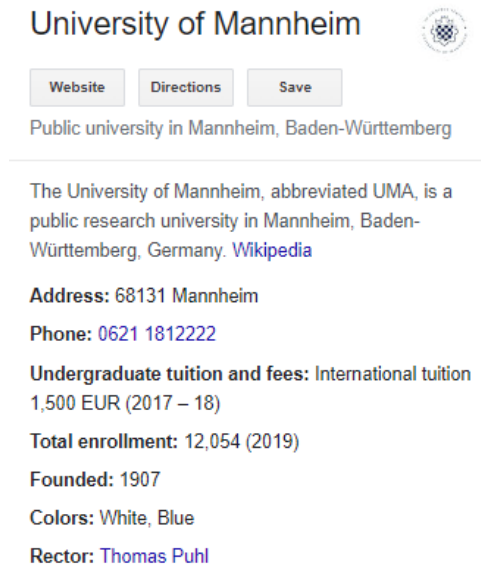 University of Mannheim
Website
Directions
Save
Public university in Mannheim, Baden-Württemberg
The University of Mannheim, abbreviated UMA, is a
public research university in Mannheim, Baden-
Württemberg, Germany. Wikipedia
Address: 68131 Mannheim
Phone: 0621 1812222
Undergraduate tuition and fees: International tuition
1,500 EUR (2017 – 18)
Total enrollment: 12,054 (2019)
Founded: 1907
Colors: White, Blue
Rector: Thomas Puhl